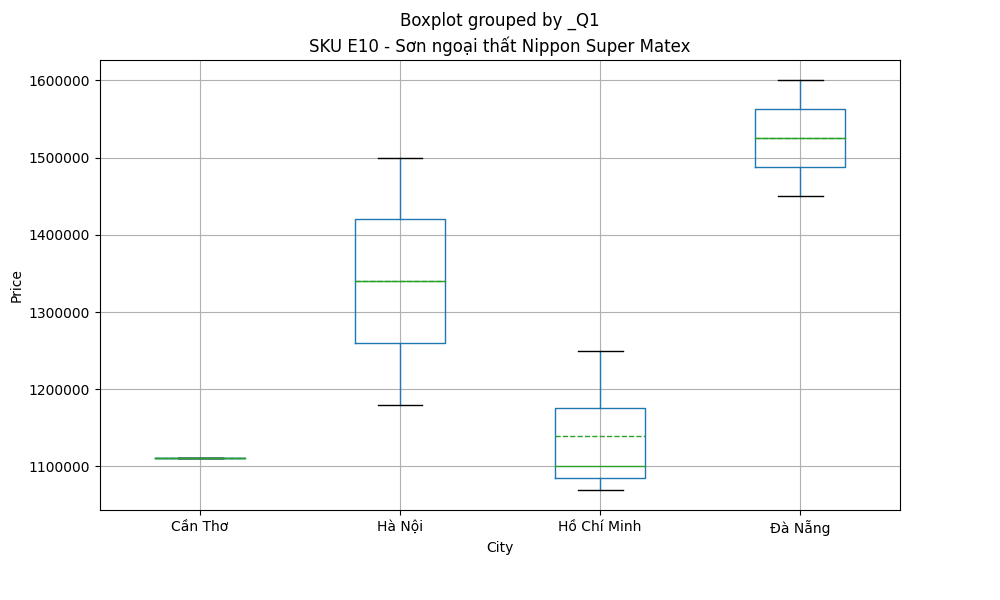 Boxplot grouped by _Q1
SKU E10 - Sơn ngoại thất Nippon Super Matex
1600000
1500000
1400000
1300000
1200000
1100000
Price
Cần Thơ
Hà Nội
Hồ Chí Minh
Đà Nẵng
City